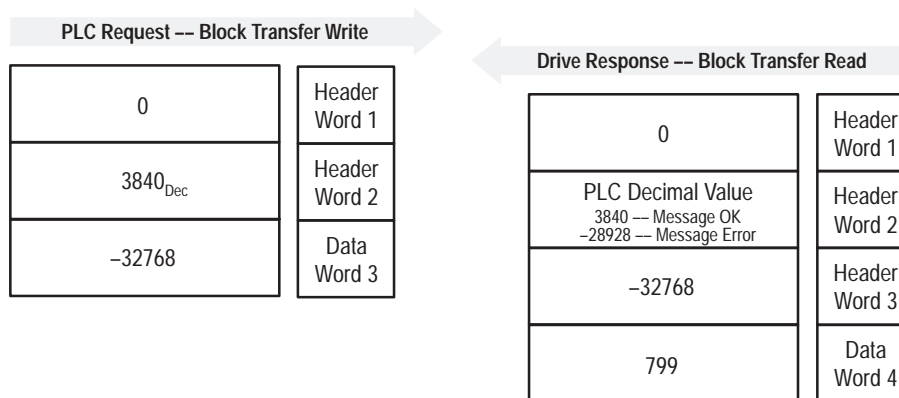 PLC Request –– Block Transfer Write
0
Header
Word 1
3840Dec
Header
Word 2
–32768
Data
Word 3
Drive Response –– Block Transfer Read
0
Header
Word 1
PLC Decimal Value
3840 –– Message OK
–28928 –– Message Error
Header
Word 2
–32768
Header
Word 3
799
Data
Word 4